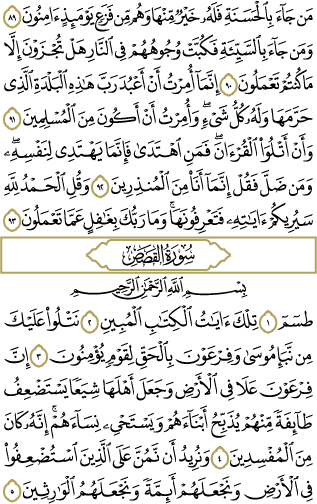 مَن جَآءَ بِٱلْحَسَنَةِ فَلَهُۥ خَيْرٌ مِّنْهَا وَهُم مِّن فَزَعٍ يَوْمَئِذٍ ءَامِنُونَ ٨٩
وَمَن جَآءَ بِٱلسَّيِّئَةِ فَكُبَّتْ وُجُوهُهُمْ فِى ٱلنَّارِ هَلْ تُجْزَوْنَ إِلَّا
مَا كُنتُمْ تَعْمَلُونَ ٩٠ إِنَّمَآ أُمِرْتُ أَنْ أَعْبُدَ رَبَّ هَٰذِهِ ٱلْبَلْدَةِ ٱلَّذِى
حَرَّمَهَا وَلَهُۥ كُلُّ شَىْءٍ ۖ وَأُمِرْتُ أَنْ أَكُونَ مِنَ ٱلْمُسْلِمِينَ ٩١
وَأَنْ أَتْلُوَا۟ ٱلْقُرْءَانَ ۖ فَمَنِ ٱهْتَدَىٰ فَإِنَّمَا يَهْتَدِى لِنَفْسِهِۦ ۖ
وَمَن ضَلَّ فَقُلْ إِنَّمَآ أَنَا۠ مِنَ ٱلْمُنذِرِينَ ٩٢ وَقُلِ ٱلْحَمْدُ لِلَّهِ
سَيُرِيكُمْ ءَايَٰتِهِۦ فَتَعْرِفُونَهَا ۚ وَمَا رَبُّكَ بِغَٰفِلٍ عَمَّا تَعْمَلُونَ ٩٣
سُورَةُ القَصَصِ
بِسْمِ ٱللَّهِ ٱلرَّحْمَٰنِ ٱلرَّحِيمِ
طسٓمٓ ١ تِلْكَ ءَايَٰتُ ٱلْكِتَٰبِ ٱلْمُبِينِ ٢ نَتْلُوا۟ عَلَيْكَ
مِن نَّبَإِ مُوسَىٰ وَفِرْعَوْنَ بِٱلْحَقِّ لِقَوْمٍ يُؤْمِنُونَ ٣ إِنَّ
فِرْعَوْنَ عَلَا فِى ٱلْأَرْضِ وَجَعَلَ أَهْلَهَا شِيَعًا يَسْتَضْعِفُ
طَآئِفَةً مِّنْهُمْ يُذَبِّحُ أَبْنَآءَهُمْ وَيَسْتَحْىِۦ نِسَآءَهُمْ ۚ إِنَّهُۥ كَانَ
مِنَ ٱلْمُفْسِدِينَ ٤ وَنُرِيدُ أَن نَّمُنَّ عَلَى ٱلَّذِينَ ٱسْتُضْعِفُوا۟
فِى ٱلْأَرْضِ وَنَجْعَلَهُمْ أَئِمَّةً وَنَجْعَلَهُمُ ٱلْوَٰرِثِينَ ٥